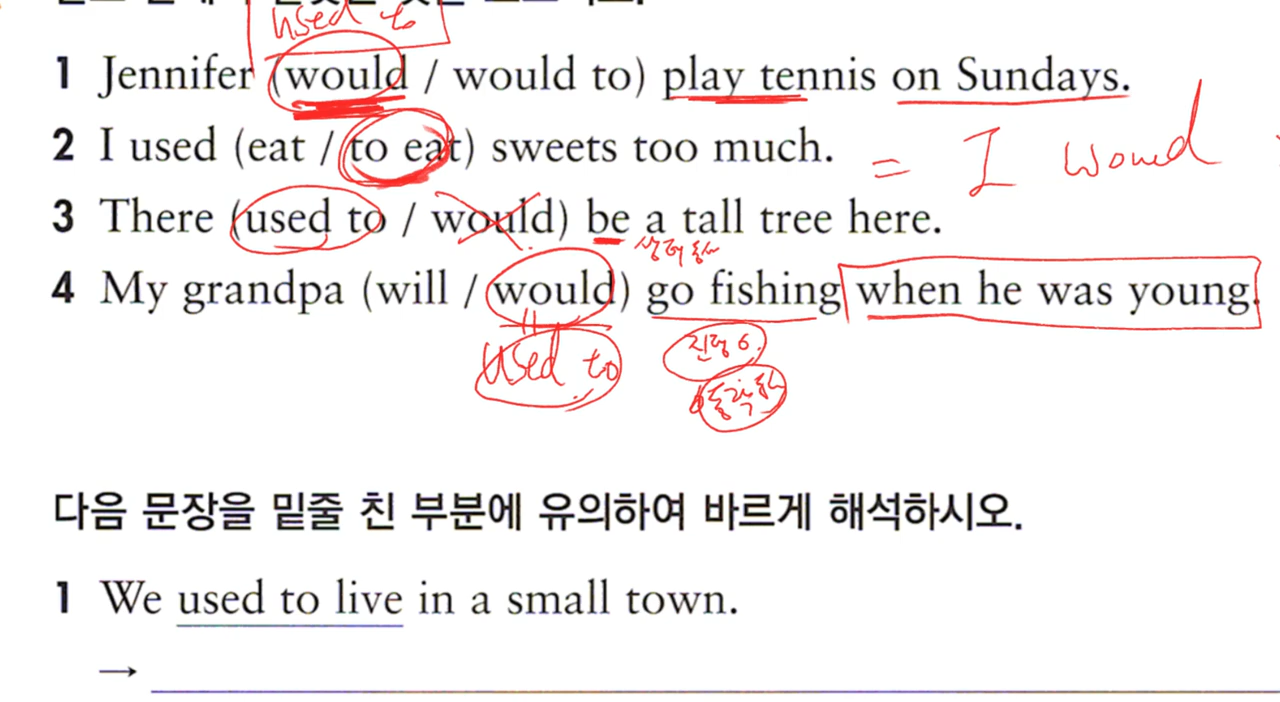 used to
1 Jennifer (would / would to) play tennis on Sundays.
2 I used (eat / to eat) sweets too much. = I would
3 There (used to / would) be a tall tree here.
상태동사
4 My grandpa (will / would) go fishing when he was young.
used to
동작동사
다음 문장을 밑줄 친 부분에 유의하여 바르게 해석하시오.
1 We used to live in a small town.
→